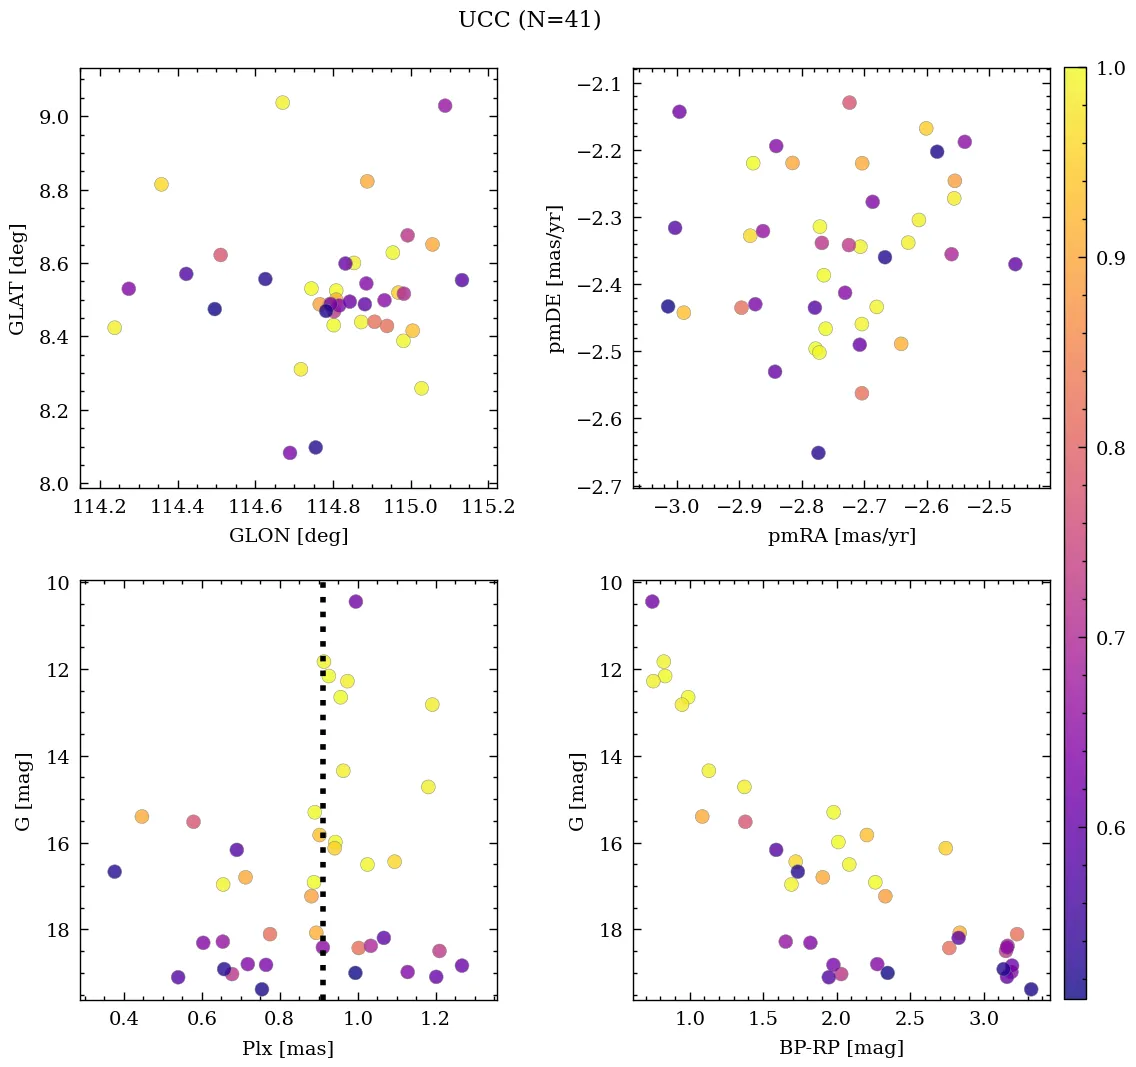 UCC (N=41)
9.0
8.8
8.6
8.4
8.2
8.0
GLAT [deg]
114.2 114.4 114.6 114.8 115.0 115.2
GLON [deg]
−2.1
−2.2
−2.3
−2.4
−2.5
−2.6
−2.7
pmDE [mas/yr]
−3.0 −2.9 −2.8 −2.7 −2.6 −2.5
pmRA [mas/yr]
10
12
14
16
18
G [mag]
0.4 0.6 0.8 1.0 1.2
Plx [mas]
10
12
14
16
18
G [mag]
1.0 1.5 2.0 2.5 3.0
BP-RP [mag]
1.0
0.9
0.8
0.7
0.6